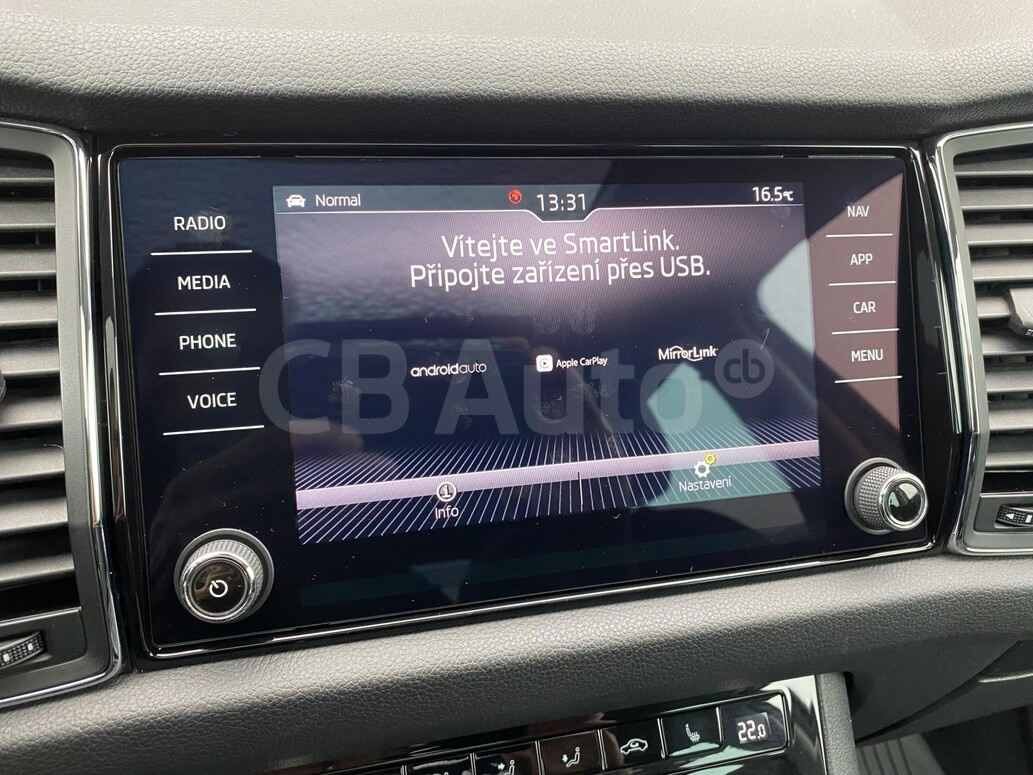 Normal
13:31
16.5°C
RADIO
MEDIA
PHONE
VOICE
Vítejte ve SmartLink.
Připojte zařízení přes USB.
androidauto
Apple CarPlay
MirrorLink
NAV
APP
CAR
MENU
CB Auto cb
Info
Nastavení
22.0